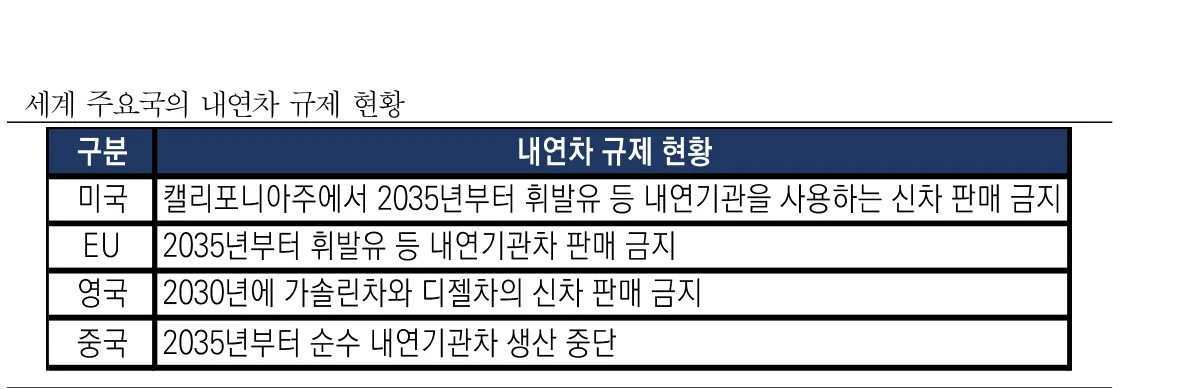 세계 주요국의 내연차 규제 현황
구분 내연차 규제 현황
미국 캘리포니아주에서 2035년부터 휘발유 등 내연기관을 사용하는 신차 판매 금지
EU 2035년부터 휘발유 등 내연기관차 판매 금지
영국 2030년에 가솔린차와 디젤차의 신차 판매 금지
중국 2035년부터 순수 내연기관차 생산 중단